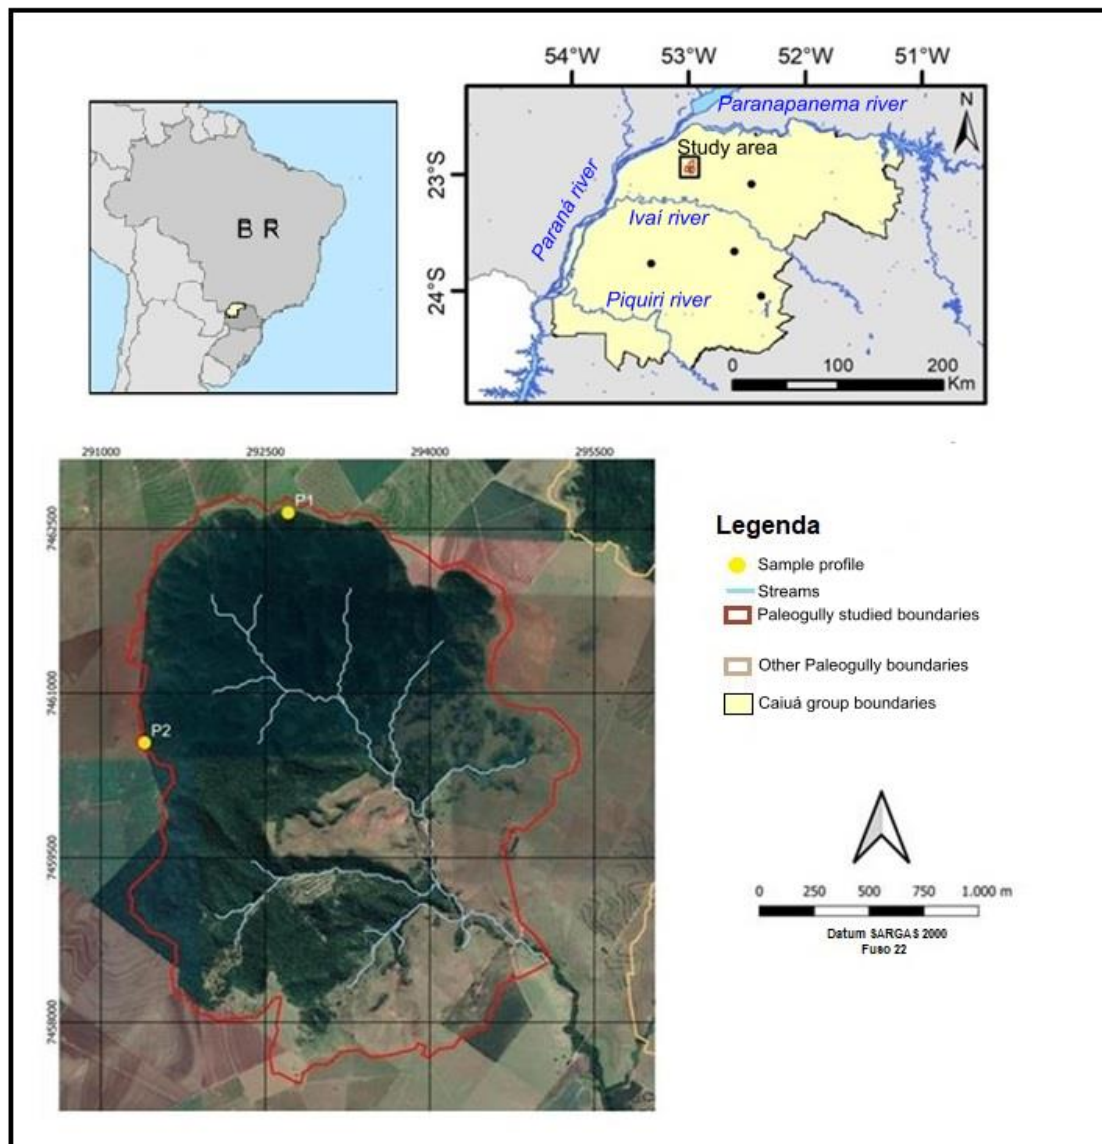 54°W 53°W 52°W 51°W
B R
Paranapanema river
N
Study area
23°S
Paraná river
Ivaí river
24°S
Piquiri river
0 100 200
Km
291000 292500 294000 295500
P1
7462500
7461000
P2
7459500
7458000
Legenda
Sample profile
Streams
Paleogully studied boundaries
Other Paleogully boundaries
Caiuá group boundaries
0 250 500 750 1.000 m
Datum SARGAS 2000
Fuso 22